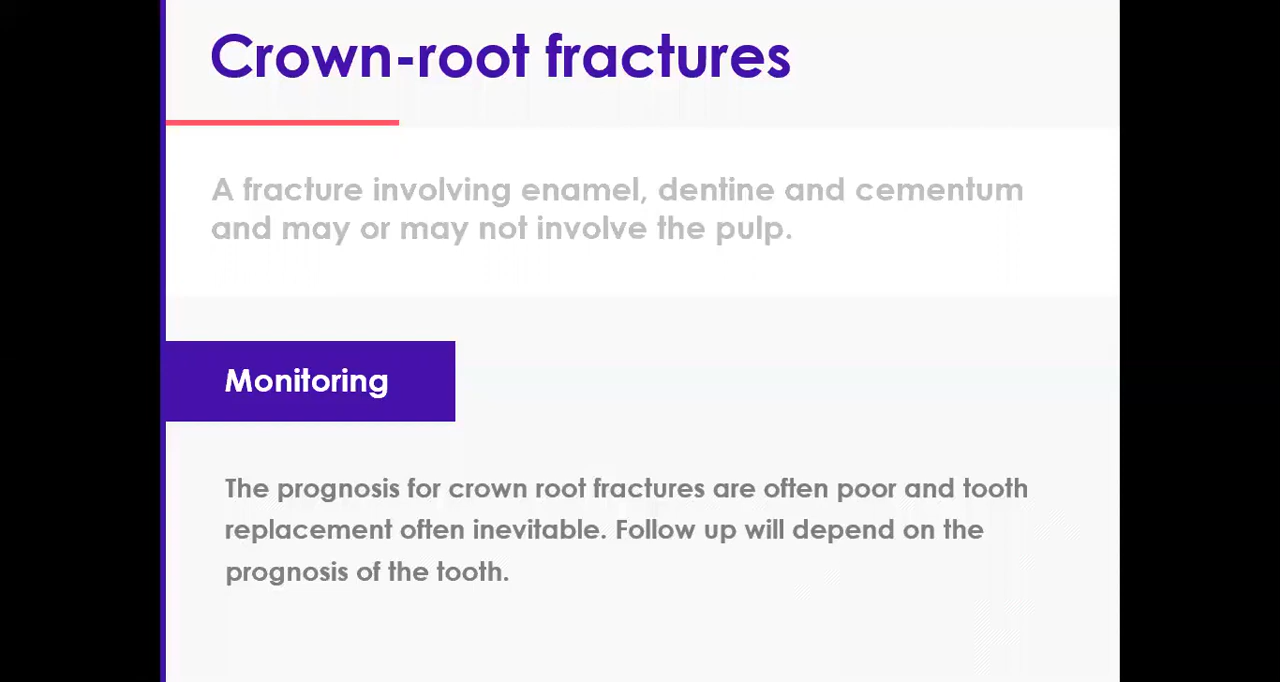 Crown-root fractures
A fracture involving enamel, dentine and cementum
and may or may not involve the pulp.
Monitoring
The prognosis for crown root fractures are often poor and tooth
replacement often inevitable. Follow up will depend on the
prognosis of the tooth.